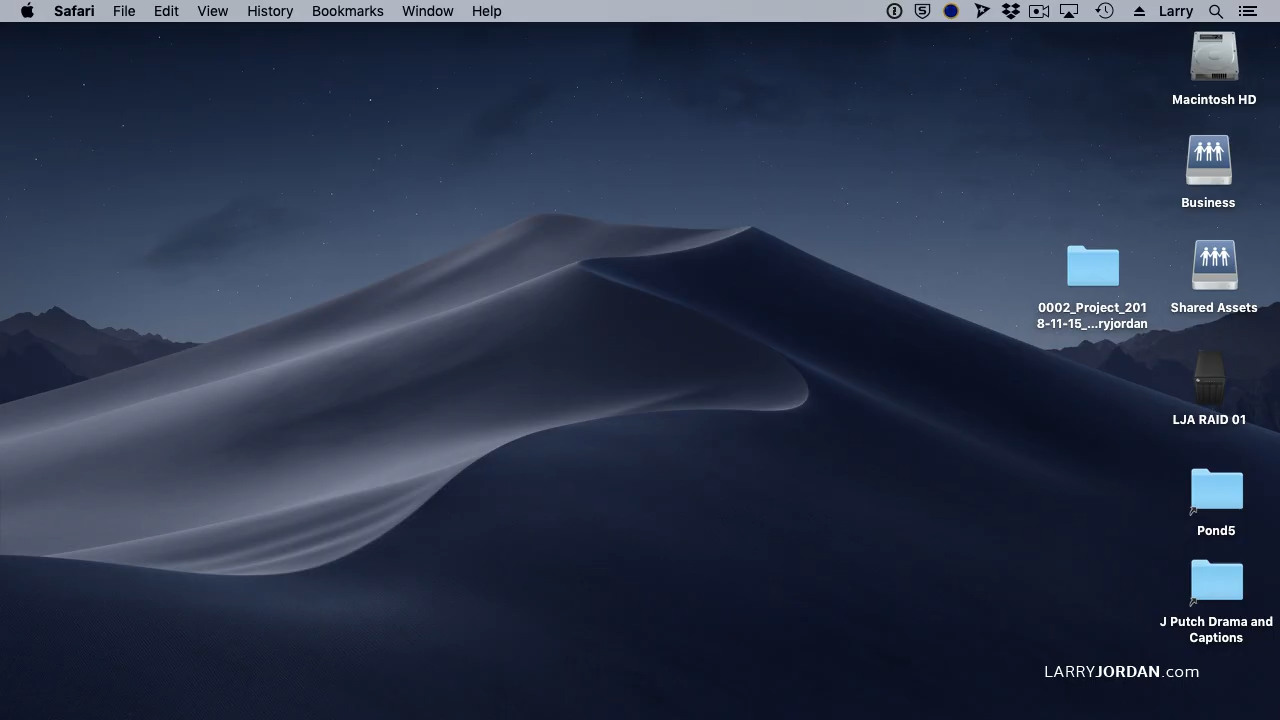 Safari File Edit View History Bookmarks Window Help Larry
Macintosh HD
Business
0002_Project_201
8-11-15_...ryjordan
Shared Assets
LJA RAID 01
Pond5
J Putch Drama and
Captions
LARRYJORDAN.com